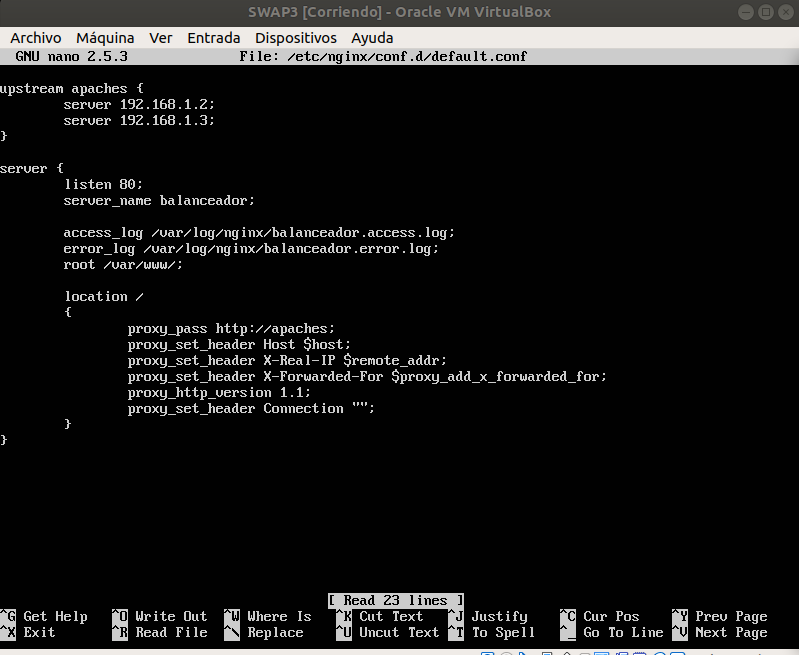 SWAP3 [Corriendo] - Oracle VM VirtualBox
Archivo Máquina Ver Entrada Dispositivos Ayuda
GNU nano 2.5.3 File: /etc/nginx/conf.d/default.conf
upstream apaches {
server 192.168.1.2;
server 192.168.1.3;
}
server {
listen 80;
server_name balanceador;
access_log /var/log/nginx/balanceador.access.log;
error_log /var/log/nginx/balanceador.error.log;
root /var/www/;
location /
{
proxy_pass http://apaches;
proxy_set_header Host $host;
proxy_set_header X-Real-IP $remote_addr;
proxy_set_header X-Forwarded-For $proxy_add_x_forwarded_for;
proxy_http_version 1.1;
proxy_set_header Connection "";
}
}
[ Read 23 lines ]
^G Get Help ^O Write Out ^W Where Is ^K Cut Text ^J Justify ^C Cur Pos ^Y Prev Page
^X Exit ^R Read File ^\ Replace ^U Uncut Text ^T To Spell ^_ Go To Line ^V Next Page